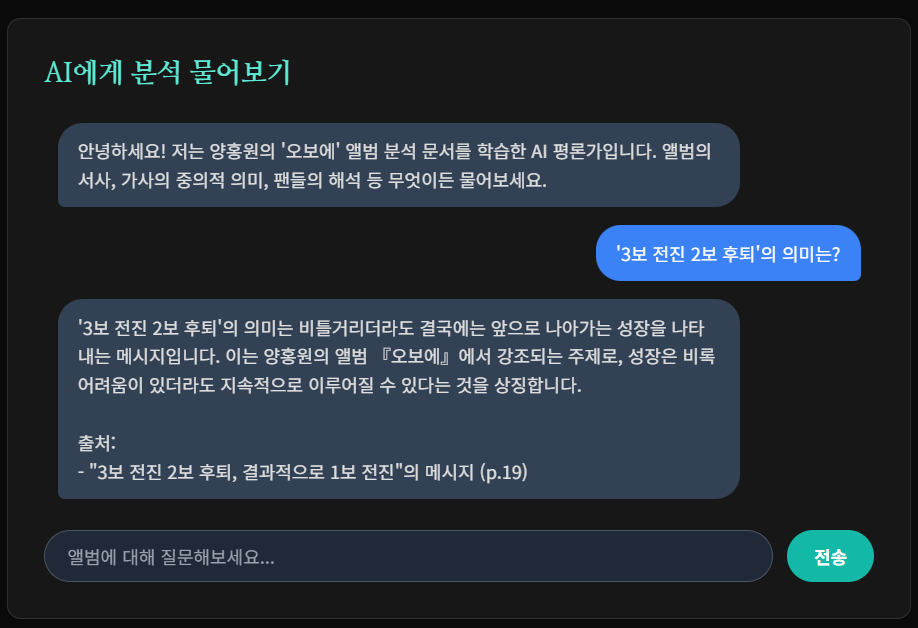 AI에게 분석 물어보기
안녕하세요! 저는 양홍원의 '오보에' 앨범 분석 문서를 학습한 AI 평론가입니다. 앨범의
서사, 가사의 중의적 의미, 팬들의 해석 등 무엇이든 물어보세요.
'3보 전진 2보 후퇴'의 의미는?
'3보 전진 2보 후퇴'의 의미는 비틀거리더라도 결국에는 앞으로 나아가는 성장을 나타
내는 메시지입니다. 이는 양홍원의 앨범 『오보에』에서 강조되는 주제로, 성장은 비록
어려움이 있더라도 지속적으로 이루어질 수 있다는 것을 상징합니다.
출처:
- "3보 전진 2보 후퇴, 결과적으로 1보 전진"의 메시지 (p.19)
앨범에 대해 질문해보세요...
전송